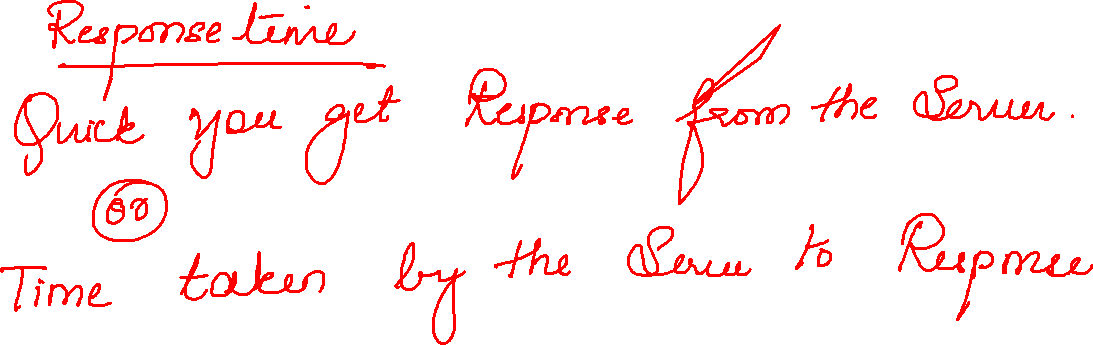 Response time
Quick you get Response from the Server.
or
Time taken by the Server to Response